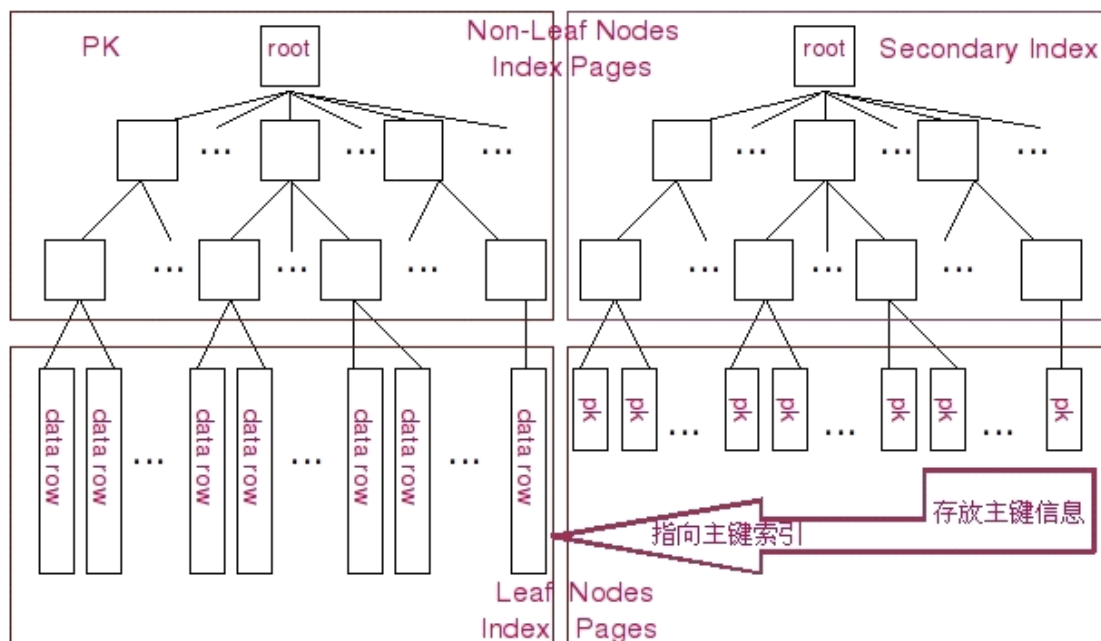 PK
root
Non-Leaf Nodes
Index Pages
root
Secondary Index
...
...
...
...
...
...
...
...
...
...
...
...
data row
data row
...
data row
data row
...
data row
data row
...
data row
pk
pk
...
pk
pk
...
pk
pk
...
pk
存放主键信息
指向主键索引
Leaf Nodes
Index Pages